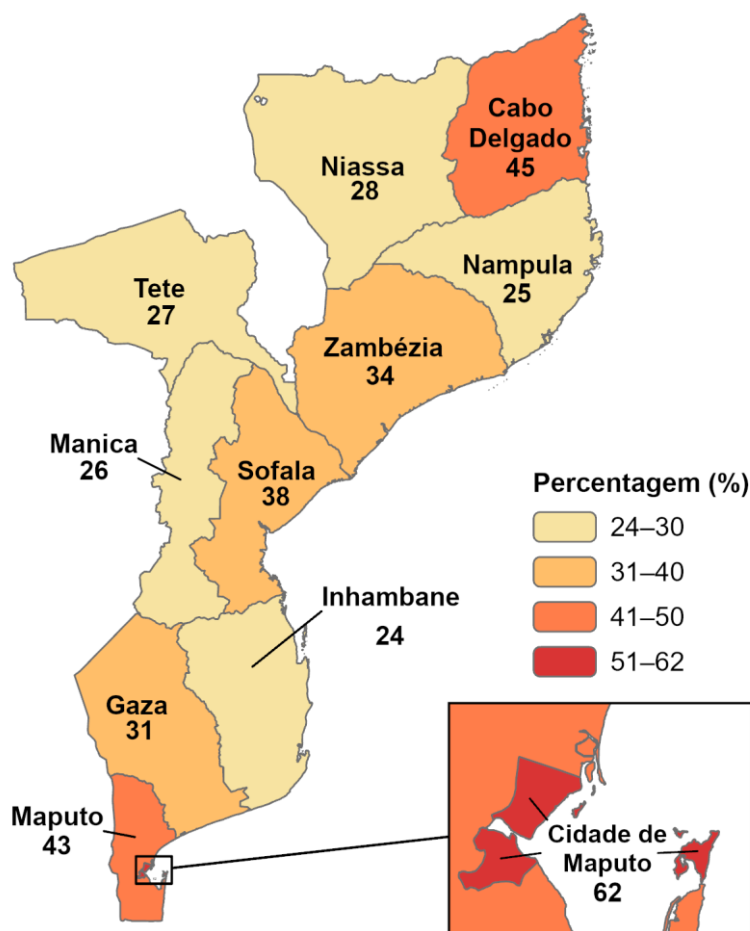 Cabo
Delgado
45
Niassa
28
Nampula
25
Tete
27
Zambézia
34
Manica
26
Sofala
38
Percentagem (%)
24–30
31–40
41–50
51–62
Inhambane
24
Gaza
31
Maputo
43
Cidade de
Maputo
62